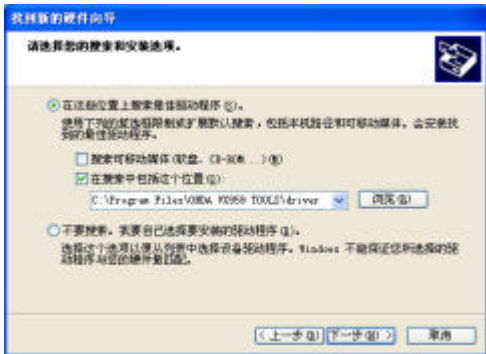 找到新的硬件向导
请选择您的搜索和安装选项。
在这些位置上搜索最佳驱动程序(S)。
使用下列的复选框限制或扩展默认搜索，包括本机路径和可移动媒体。会安装找
到的最佳驱动程序。
搜索可移动媒体(软盘、CD-ROM...)(M)
在搜索中包括这个位置(O):
C:\Program Files\ TOOLS\driver
浏览(R)
不要搜索。我要自己选择要安装的驱动程序(D)。
选择这个选项以便从列表中选择设备驱动程序。Windows 不能保证您所选择的驱
动程序与您的硬件最匹配。
<上一步(B)
下一步(N)>
取消